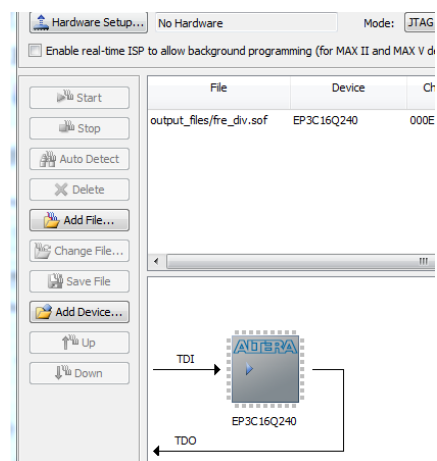 Hardware Setup... No Hardware Mode: JTAG
Enable real-time ISP to allow background programming (for MAX II and MAX V de
File Device Ch
Start
output_files/fre_div.sof EP3C16Q240 000E
Stop
Auto Detect
Delete
Add File...
Change File...
Save File
Add Device...
Up
Down
ALTERA
TDI
EP3C16Q240
TDO